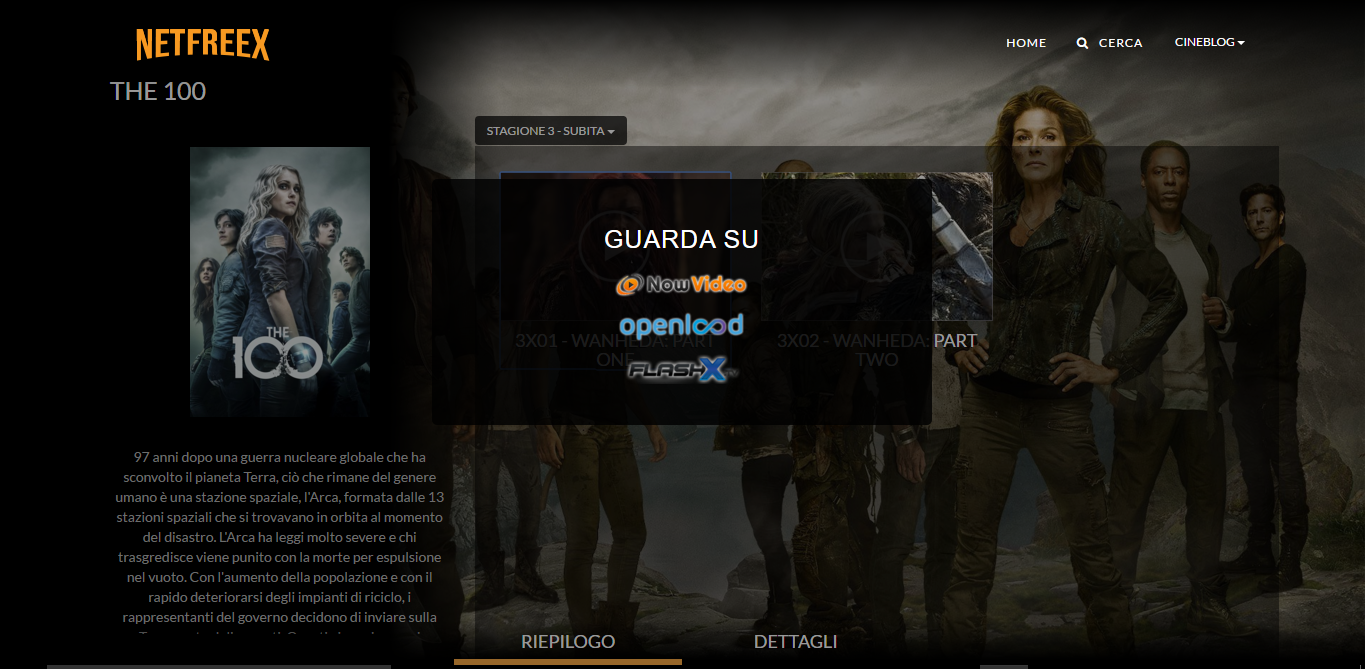 NETFREEX
HOME
CERCA
CINEBLOG
THE 100
STAGIONE 3 - SUBITA
GUARDA SU
NowVideo
openlood
FLASHX TV
3X01 - WANHEDA: PART
ONE
3X02 - WANHEDA: PART
TWO
THE
100
97 anni dopo una guerra nucleare globale che ha
sconvolto il pianeta Terra, ciò che rimane del genere
umano è una stazione spaziale, l'Arca, formata dalle 13
stazioni spaziali che si trovavano in orbita al momento
del disastro. L'Arca ha leggi molto severe e chi
trasgredisce viene punito con la morte per espulsione
nel vuoto. Con l'aumento della popolazione e con il
rapido deteriorarsi degli impianti di riciclo, i
rappresentanti del governo decidono di inviare sulla
RIEPILOGO
DETTAGLI